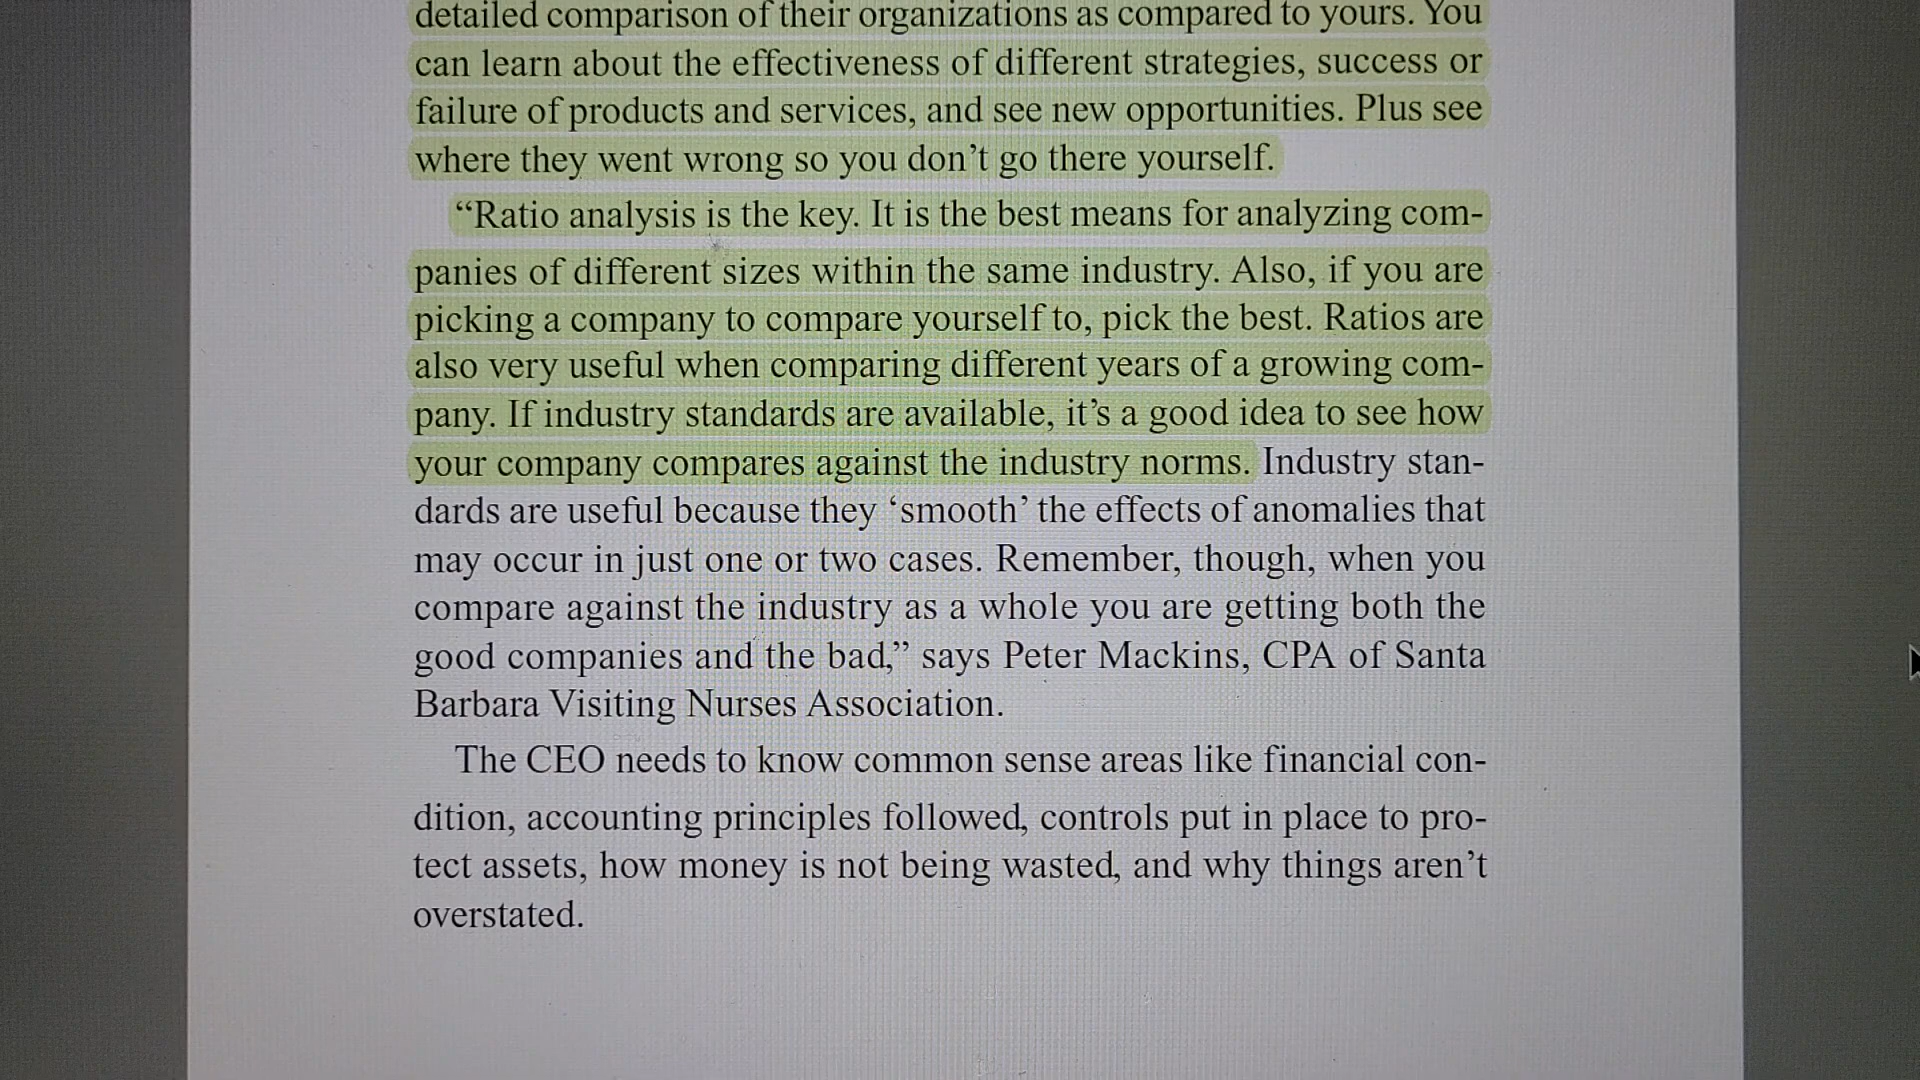 detailed comparison of their organizations as compared to yours. You
can learn about the effectiveness of different strategies, success or
failure of products and services, and see new opportunities. Plus see
where they went wrong so you don’t go there yourself.
“Ratio analysis is the key. It is the best means for analyzing com-
panies of different sizes within the same industry. Also, if you are
picking a company to compare yourself to, pick the best. Ratios are
also very useful when comparing different years of a growing com-
pany. If industry standards are available, it’s a good idea to see how
your company compares against the industry norms. Industry stan-
dards are useful because they ‘smooth’ the effects of anomalies that
may occur in just one or two cases. Remember, though, when you
compare against the industry as a whole you are getting both the
good companies and the bad,” says Peter Mackins, CPA of Santa
Barbara Visiting Nurses Association.
The CEO needs to know common sense areas like financial con-
dition, accounting principles followed, controls put in place to pro-
tect assets, how money is not being wasted, and why things aren’t
overstated.